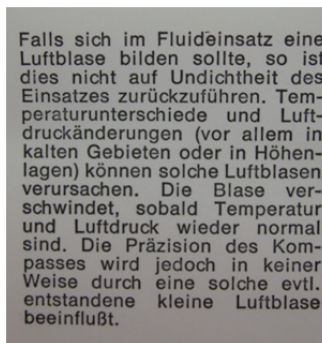 Falls sich im Fluideinsatz eine
Luftblase bilden sollte, so ist
dies nicht auf Undichtheit des
Einsatzes zurückzuführen. Tem-
peraturunterschiede und Luft-
druckänderungen (vor allem in
kalten Gebieten oder in Höhen-
lagen) können solche Luftblasen
verursachen. Die Blase ver-
schwindet, sobald Temperatur
und Luftdruck wieder normal
sind. Die Präzision des Kom-
passes wird jedoch in keiner
Weise durch eine solche evtl.
entstandene kleine Luftblase
beeinflußt.